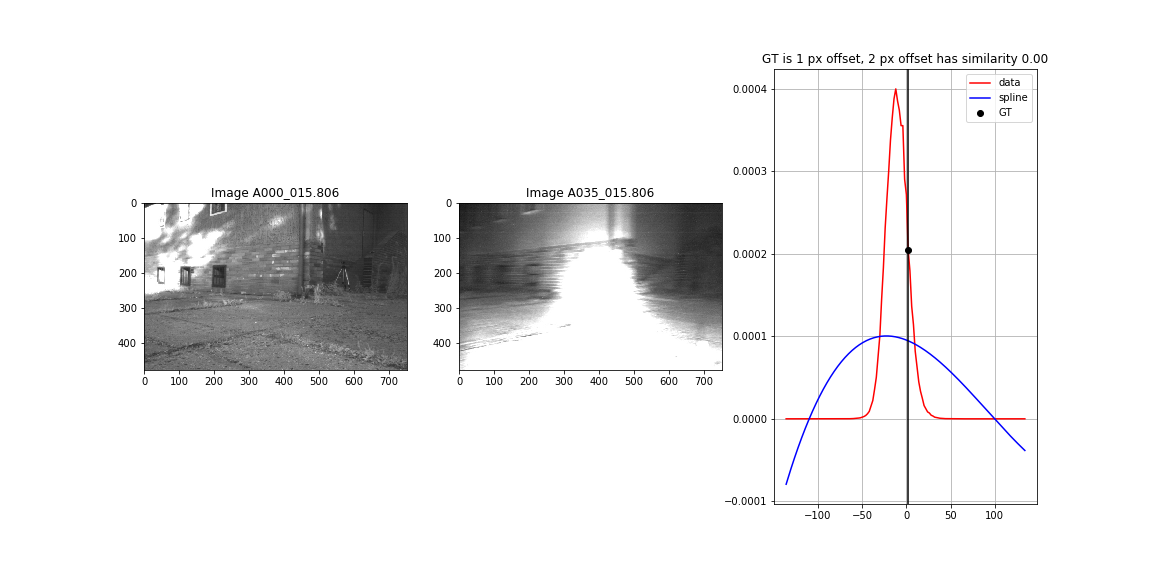 GT is 1 px offset, 2 px offset has similarity 0.00
data
spline
GT
0.0004
0.0003
0.0002
0.0001
0.0000
−0.0001
−100 −50 0 50 100
Image A000_015.806
0
100
200
300
400
0 100 200 300 400 500 600 700
Image A035_015.806
0
100
200
300
400
0 100 200 300 400 500 600 700